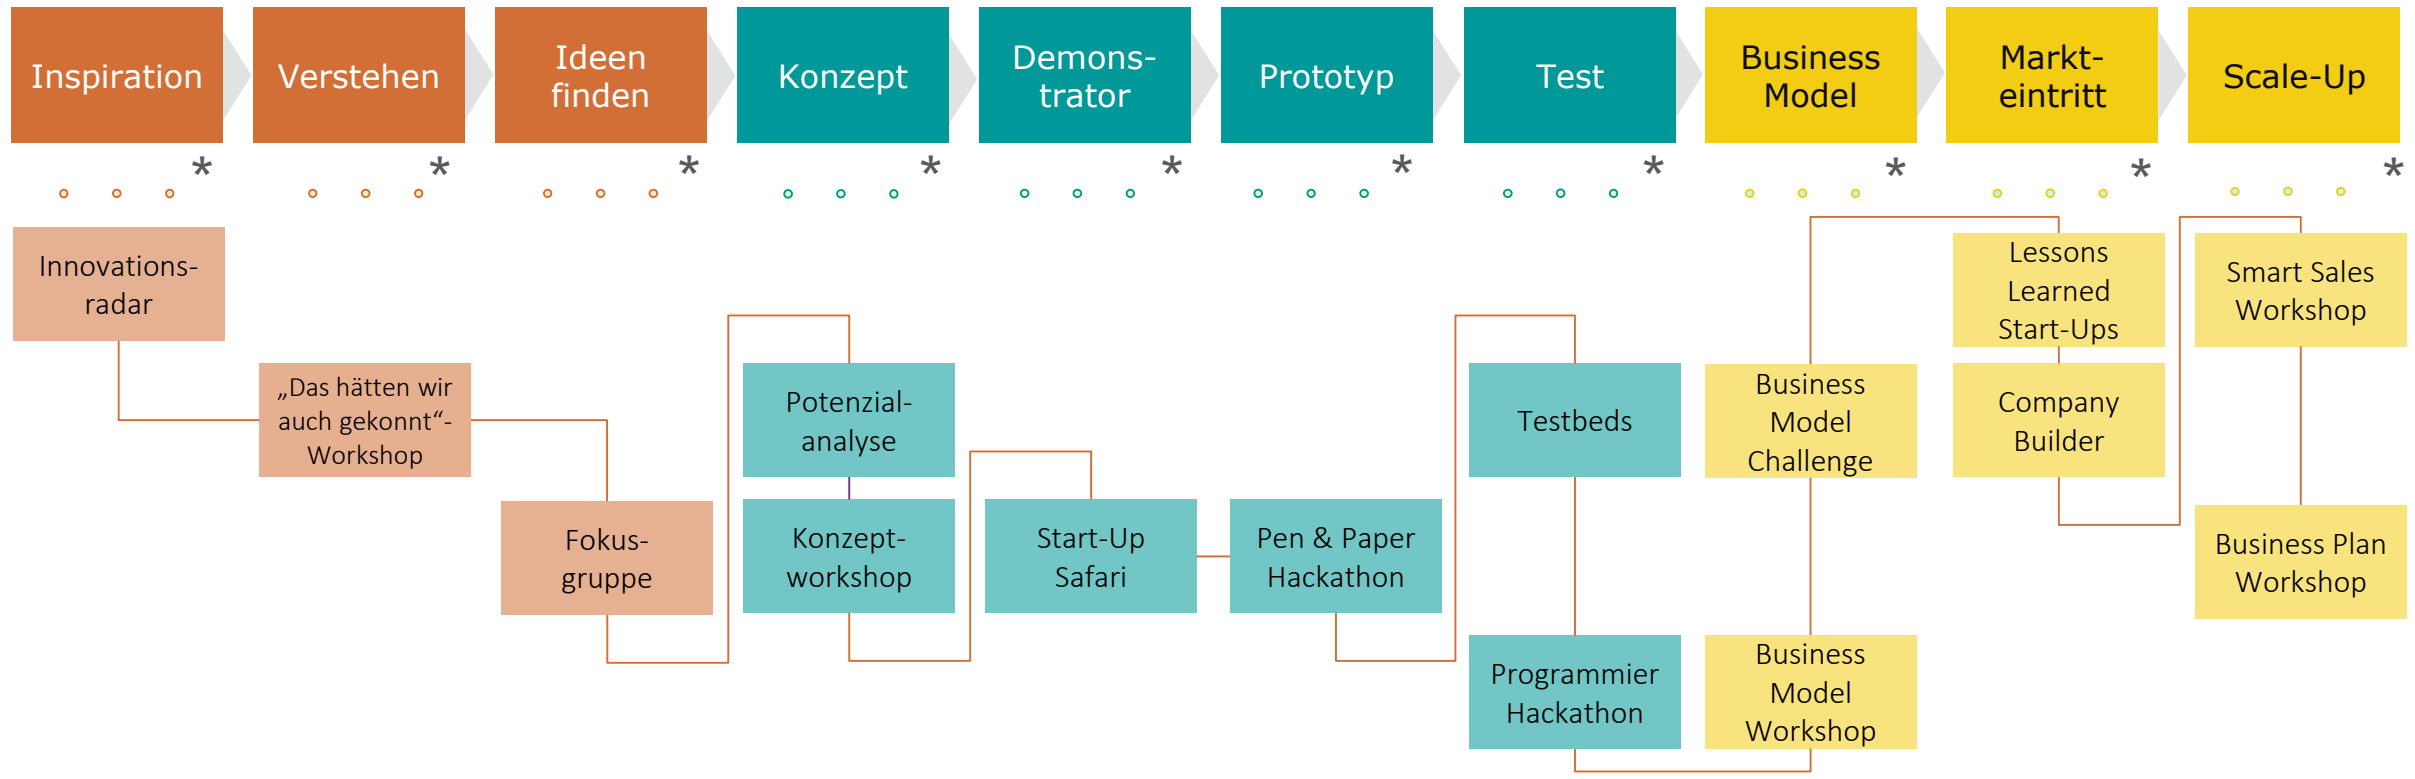 Inspiration
Verstehen
Ideen
finden
Konzept
Demons-
trator
Prototyp
Test
Business
Model
Markt-
eintritt
Scale-Up
*
*
*
*
*
*
*
*
*
*
Innovations-
radar
„Das hätten wir
auch gekonnt“-
Workshop
Fokus-
gruppe
Potenzial-
analyse
Konzept-
workshop
Start-Up
Safari
Pen & Paper
Hackathon
Testbeds
Programmier
Hackathon
Business
Model
Challenge
Business
Model
Workshop
Lessons
Learned
Start-Ups
Company
Builder
Smart Sales
Workshop
Business Plan
Workshop